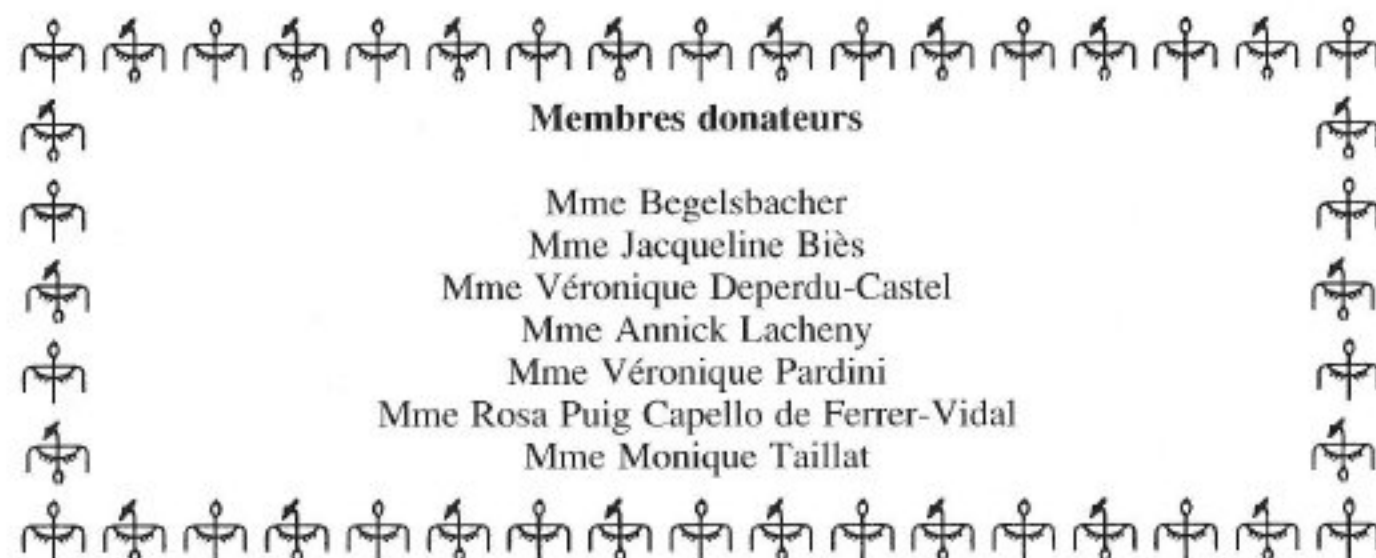 Membres donateurs
Mme Begelsbacher
Mme Jacqueline Biès
Mme Véronique Deperdu-Castel
Mme Annick Lacheny
Mme Véronique Pardini
Mme Rosa Puig Capello de Ferrer-Vidal
Mme Monique Taillat